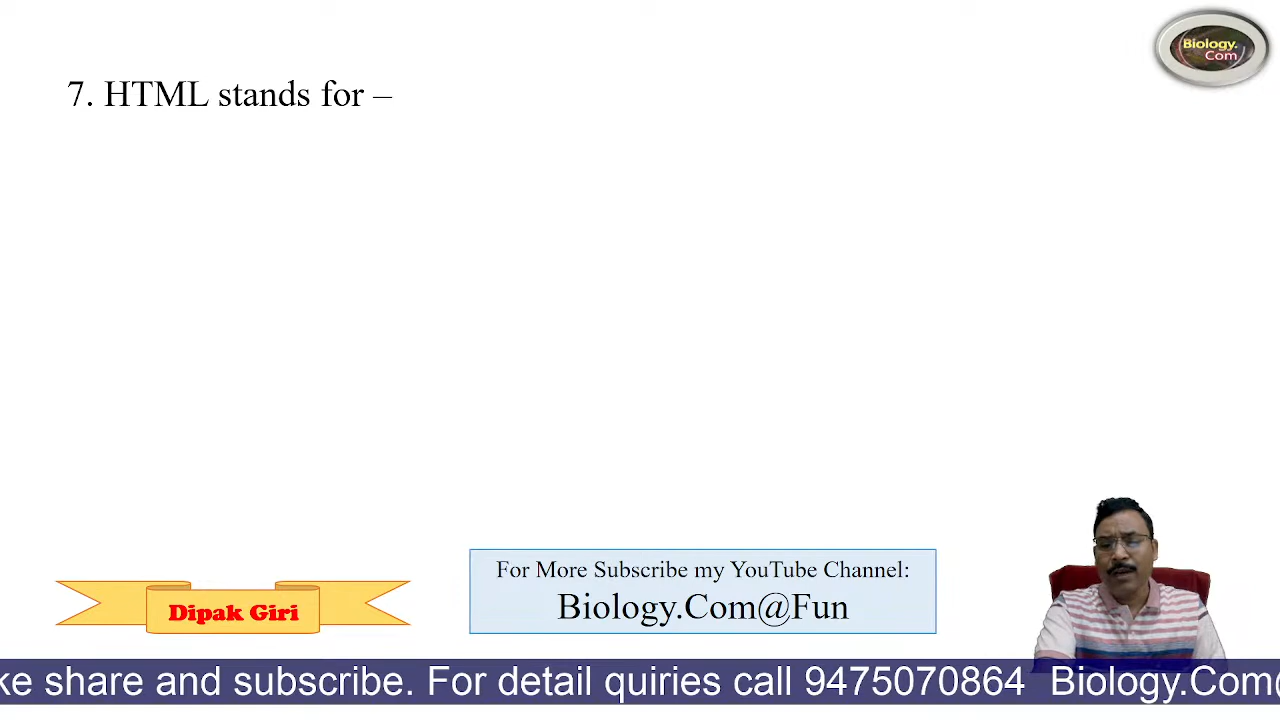 Biology.
Com
7. HTML stands for –
For More Subscribe my YouTube Channel:
Biology.Com@Fun
Dipak Giri
ke share and subscribe. For detail quiries call 9475070864 Biology.Com@